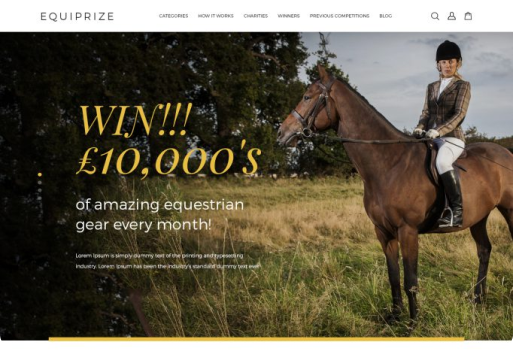 EQUIPRIZE
CATEGORIES HOW IT WORKS CHARITIES WINNERS PREVIOUS COMPETITIONS BLOG
WIN!!!
£10,000's
of amazing equestrian
gear every month!
Lorem Ipsum is simply dummy text of the printing and typesetting
industry. Lorem Ipsum has been the industry's standard dummy text ever